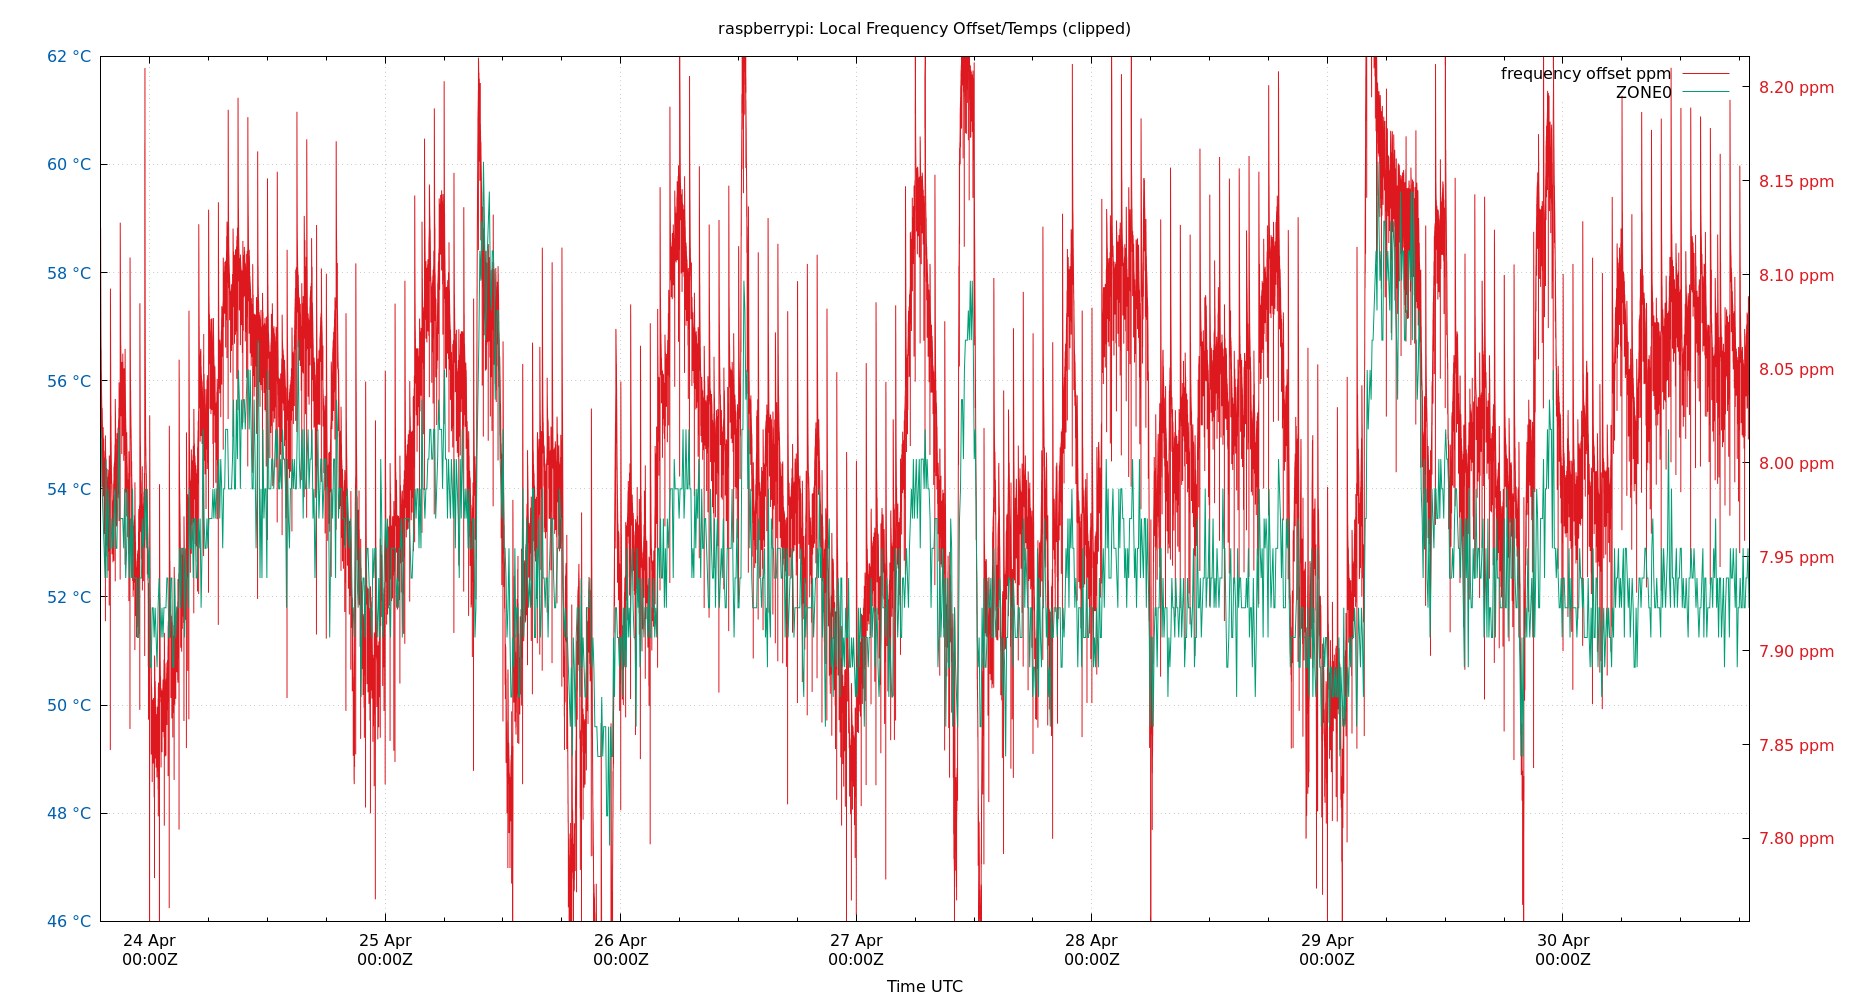 raspberrypi: Local Frequency Offset/Temps (clipped)
62 °C
60 °C
58 °C
56 °C
54 °C
52 °C
50 °C
48 °C
46 °C
frequency offset ppm
ZONE0
8.20 ppm
8.15 ppm
8.10 ppm
8.05 ppm
8.00 ppm
7.95 ppm
7.90 ppm
7.85 ppm
7.80 ppm
24 Apr 25 Apr 26 Apr 27 Apr 28 Apr 29 Apr 30 Apr
00:00Z 00:00Z 00:00Z 00:00Z 00:00Z 00:00Z 00:00Z
Time UTC